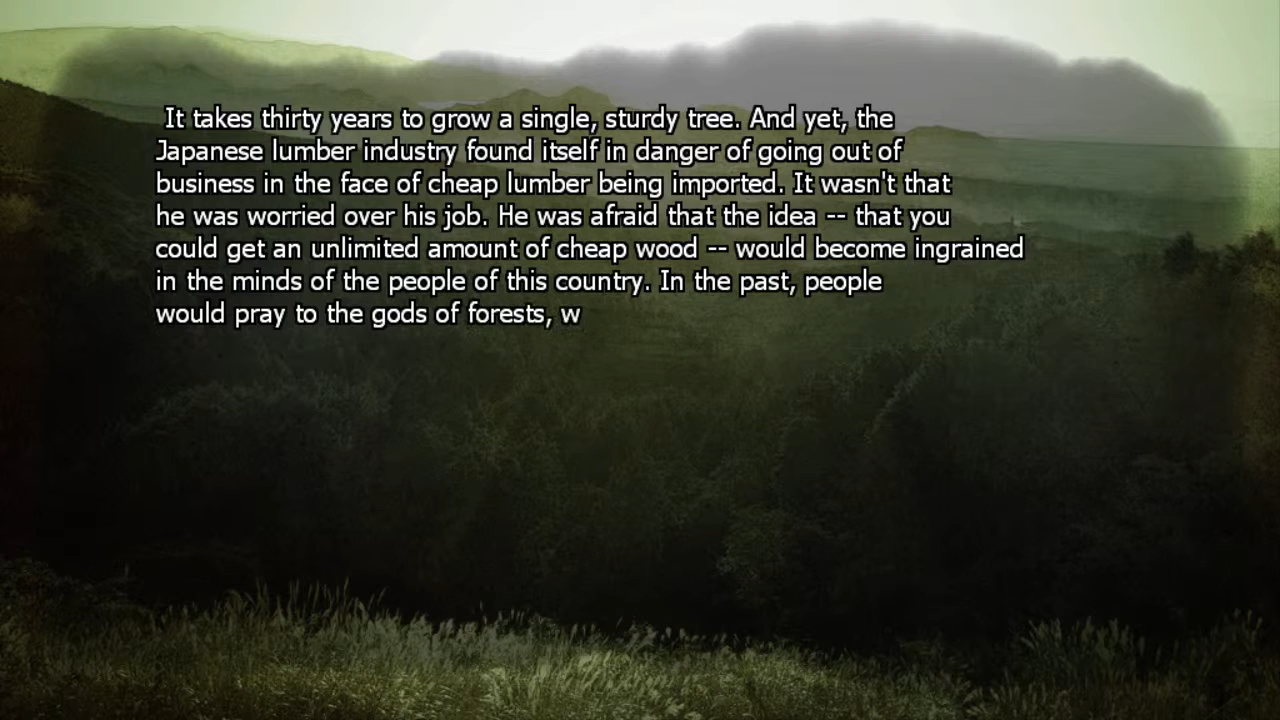 It takes thirty years to grow a single, sturdy tree. And yet, the
Japanese lumber industry found itself in danger of going out of
business in the face of cheap lumber being imported. It wasn't that
he was worried over his job. He was afraid that the idea -- that you
could get an unlimited amount of cheap wood -- would become ingrained
in the minds of the people of this country. In the past, people
would pray to the gods of forests, w